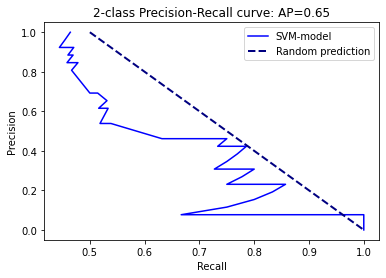 2-class Precision-Recall curve: AP=0.65
SVM-model
Random prediction
Precision
1.0
0.8
0.6
0.4
0.2
0.0
0.5 0.6 0.7 0.8 0.9 1.0
Recall